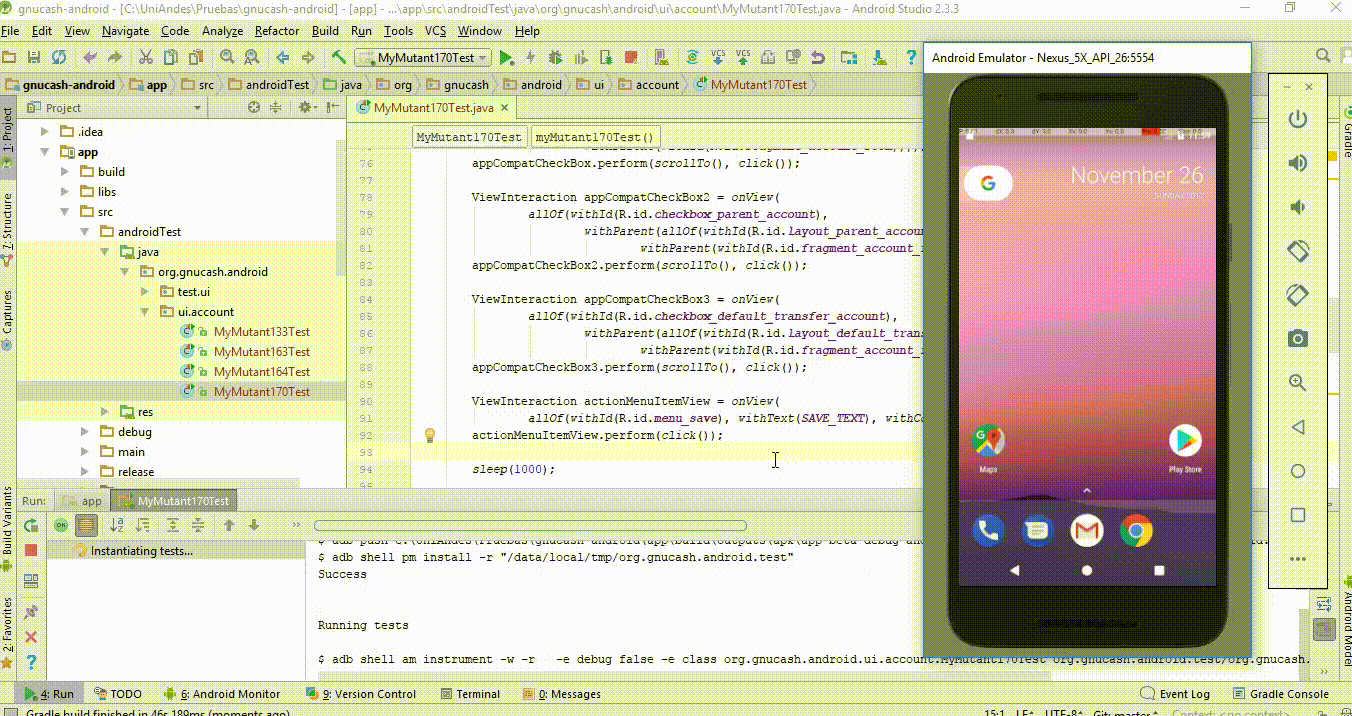 gnucash-android - [C:\UniAndes\Pruebas\gnucash-android] - [app] - ...\app\src\androidTest\java\org\gnucash\android\ui\account\MyMutant170Test.java - Android Studio 2.3.3
File Edit View Navigate Code Analyze Refactor Build Run Tools VCS Window Help
MyMutant170Test VCS VCS
gnucash-android app src androidTest java org gnucash android ui account MyMutant170Test
Project
MyMutant170Test.java
MyMutant170Test myMutant170Test()
1: Project
7: Structure
Captures
Build Variants
2: Favorites
.idea
app
build
libs
src
androidTest
java
org.gnucash.android
test.ui
ui.account
MyMutant133Test
MyMutant163Test
MyMutant164Test
MyMutant170Test
res
debug
main
release
76 appCompatCheckBox.perform(scrollTo(), click());
77
78 ViewInteraction appCompatCheckBox2 = onView(
79 allOf(withId(R.id.checkbox_parent_account),
80 withParent(allOf(withId(R.id.layout_parent_accou
81 withParent(withId(R.id.fragment_account_
82 appCompatCheckBox2.perform(scrollTo(), click());
83
84 ViewInteraction appCompatCheckBox3 = onView(
85 allOf(withId(R.id.checkbox_default_transfer_account),
86 withParent(allOf(withId(R.id.layout_default_tran
87 withParent(withId(R.id.fragment_account_
88 appCompatCheckBox3.perform(scrollTo(), click());
89
90 ViewInteraction actionMenuItemView = onView(
91 allOf(withId(R.id.menu_save), withText(SAVE_TEXT), withCo
92 actionMenuItemView.perform(click());
93
94 sleep(1000);
95
Android Emulator - Nexus_5X_API_26:5554
November 26
G
Maps
Play Store
Gradle
Android Model
Run: app MyMutant170Test
OK
Instantiating tests...
$ adb shell pm install -r "/data/local/tmp/org.gnucash.android.test"
Success
Running tests
$ adb shell am instrument -w -r -e debug false -e class org.gnucash.android.ui.account.MyMutant170Test org.gnucash.android.test/org.gnucash.
4: Run TODO 6: Android Monitor 9: Version Control Terminal 0: Messages Event Log Gradle Console
Gradle build finished in 46s 189ms (moments ago) 15:1 LF UTF-8 Git: master Context: <no context>